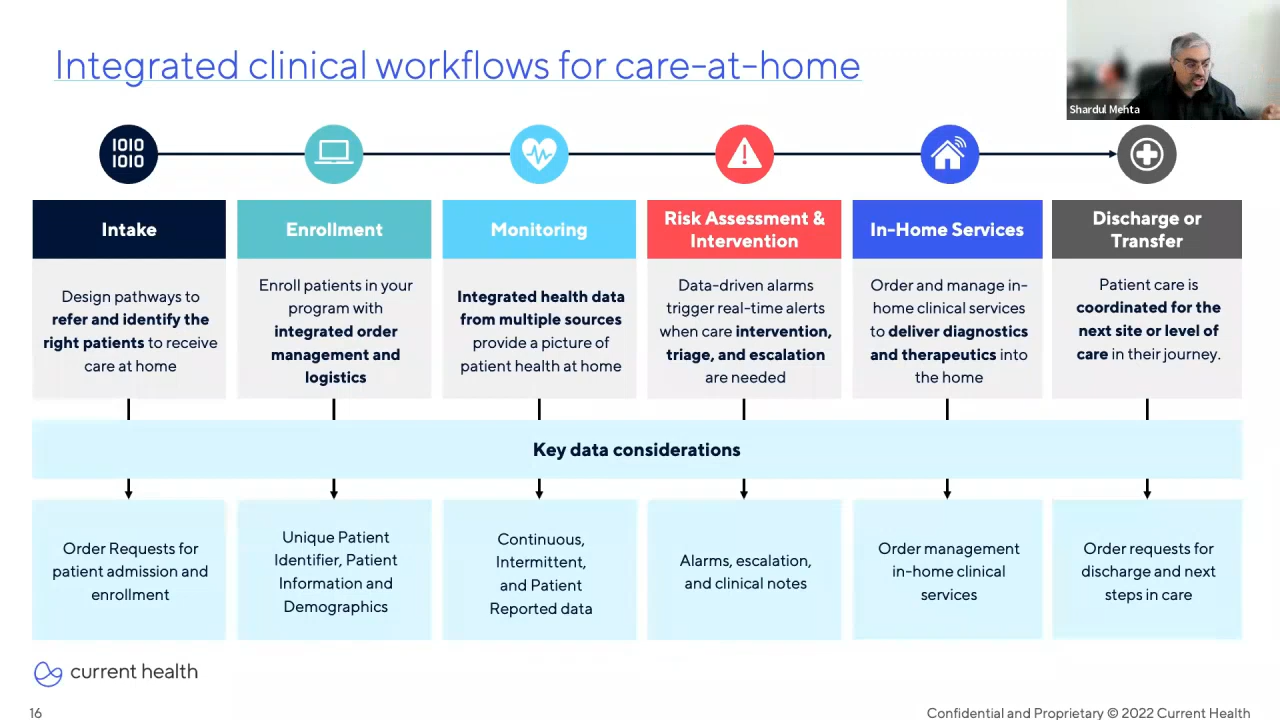 Integrated clinical workflows for care-at-home
Shardul Mehta
1010
1010
Intake
Enrollment
Monitoring
Risk Assessment &
Intervention
In-Home Services
Discharge or
Transfer
Design pathways to
refer and identify the
right patients to receive
care at home
Enroll patients in your
program with
integrated order
management and
logistics
Integrated health data
from multiple sources
provide a picture of
patient health at home
Data-driven alarms
trigger real-time alerts
when care intervention,
triage, and escalation
are needed
Order and manage in-
home clinical services
to deliver diagnostics
and therapeutics into
the home
Patient care is
coordinated for the
next site or level of
care in their journey.
Key data considerations
Order Requests for
patient admission and
enrollment
Unique Patient
Identifier, Patient
Information and
Demographics
Continuous,
Intermittent,
and Patient
Reported data
Alarms, escalation,
and clinical notes
Order management
in-home clinical
services
Order requests for
discharge and next
steps in care
current health
16
Confidential and Proprietary © 2022 Current Health